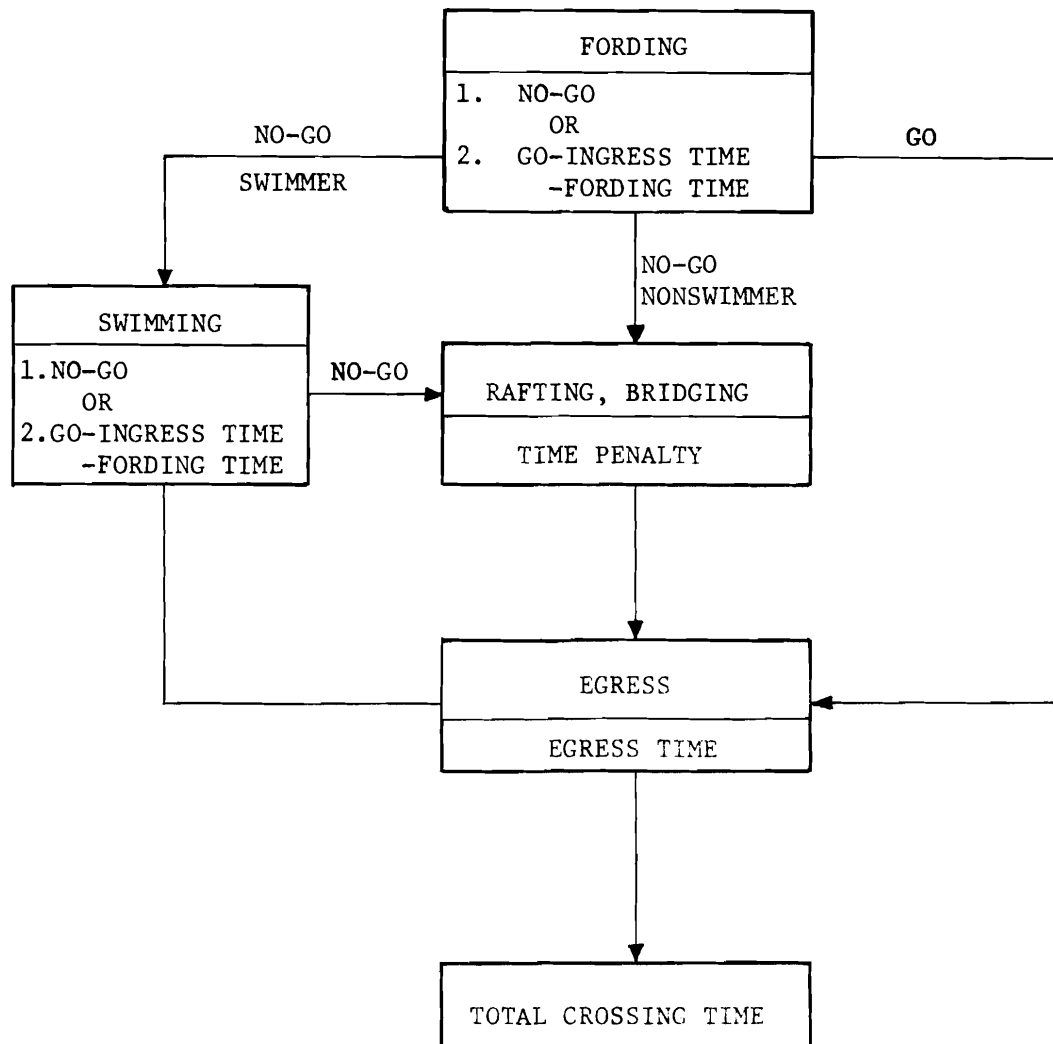 FORDING
1. NO-GO
OR
2. GO-INGRESS TIME
-FORDING TIME
NO-GO
SWIMMER
GO
NO-GO
NONSWIMMER
SWIMMING
1.NO-GO
OR
2.GO-INGRESS TIME
-FORDING TIME
NO-GO
RAFTING, BRIDGING
TIME PENALTY
EGRESS
EGRESS TIME
TOTAL CROSSING TIME